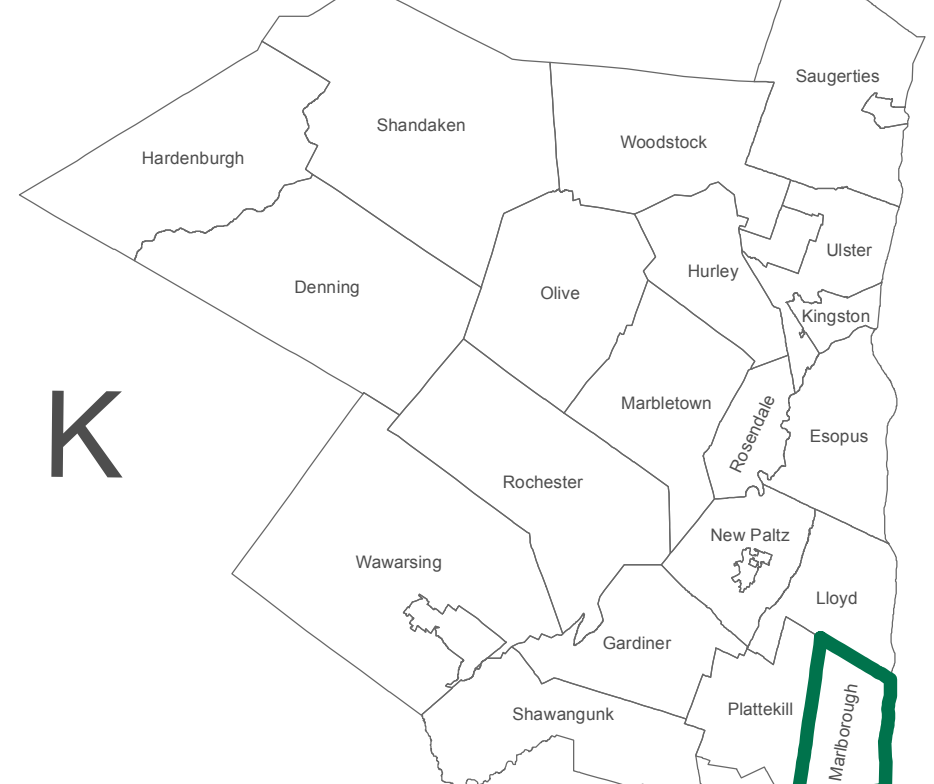 Saugerties
Shandaken
Woodstock
Hardenburgh
Ulster
Hurley
Denning
Olive
Kingston
K
Marbletown
Rosendale
Esopus
Rochester
New Paltz
Wawarsing
Lloyd
Gardiner
Plattekill
Shawangunk
Marlborough